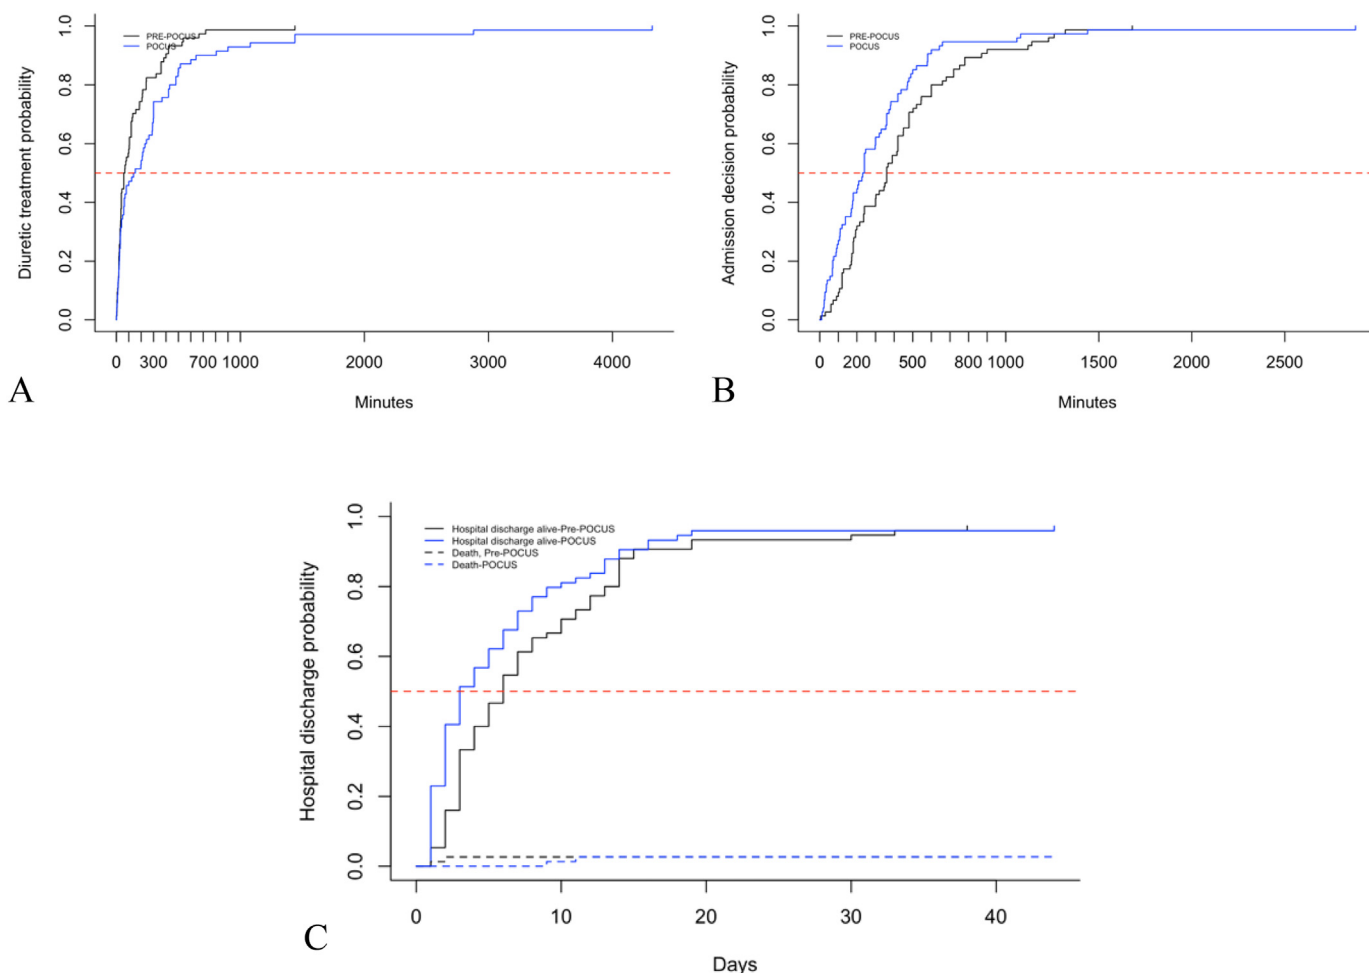 PRE-POCUS
POCUS
Diuretic treatment probability
1.0
0.8
0.6
0.4
0.2
0.0
0 300 700 1000 2000 3000 4000
Minutes
A
PRE-POCUS
POCUS
Admission decision probability
1.0
0.8
0.6
0.4
0.2
0.0
0 200 500 800 1000 1500 2000 2500
Minutes
B
Hospital discharge alive-Pre-POCUS
Hospital discharge alive-POCUS
Death, Pre-POCUS
Death-POCUS
Hospital discharge probability
1.0
0.8
0.6
0.4
0.2
0.0
0 10 20 30 40
Days
C